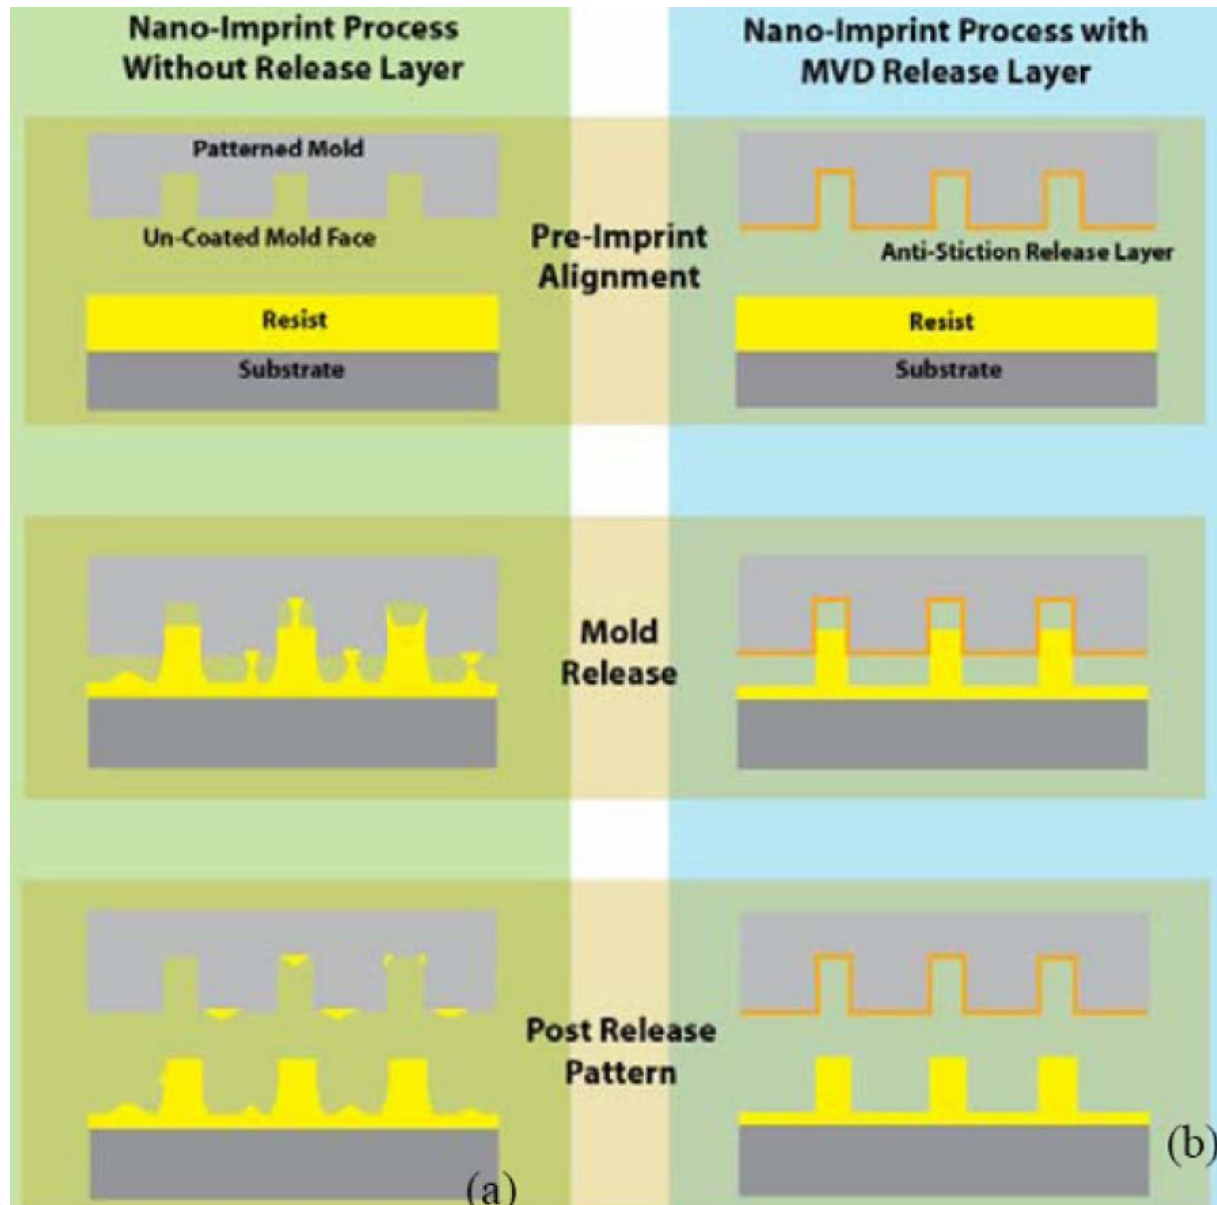 Nano-Imprint Process
Without Release Layer
Nano-Imprint Process with
MVD Release Layer
Patterned Mold
Un-Coated Mold Face
Pre-Imprint
Alignment
Anti-Stiction Release Layer
Resist
Substrate
Resist
Substrate
Mold
Release
Post Release
Pattern
(a)
(b)